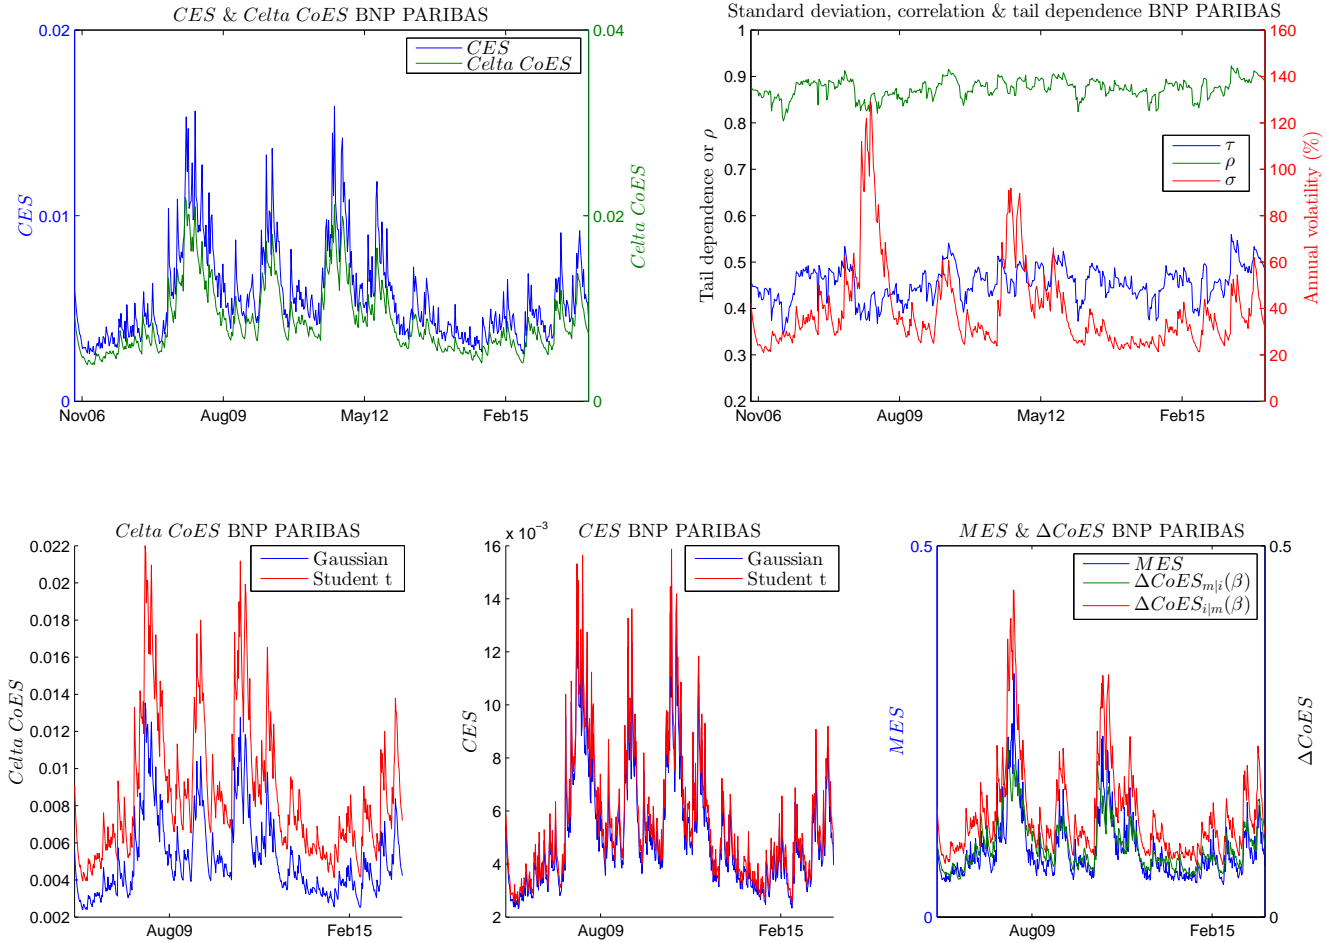 CES & Celta CoES BNP PARIBAS
0.02
0.01
0
CES
0.04
0.02
0
Celta CoES
CES
Celta CoES
Nov06 Aug09 May12 Feb15
Standard deviation, correlation & tail dependence BNP PARIBAS
1
0.9
0.8
0.7
0.6
0.5
0.4
0.3
0.2
Tail dependence or ρ
160
140
120
100
80
60
40
20
0
Annual volatility (%)
τ
ρ
σ
Nov06 Aug09 May12 Feb15
Celta CoES BNP PARIBAS
0.022
0.02
0.018
0.016
0.014
0.012
0.01
0.008
0.006
0.004
0.002
Celta CoES
Gaussian
Student t
Aug09 Feb15
CES BNP PARIBAS
x 10⁻³
16
14
12
10
8
6
4
2
CES
Gaussian
Student t
Aug09 Feb15
MES & ΔCoES BNP PARIBAS
0.5
0
MES
0.5
0
ΔCoES
MES
ΔCoES_{m|i}(β)
ΔCoES_{i|m}(β)
Aug09 Feb15